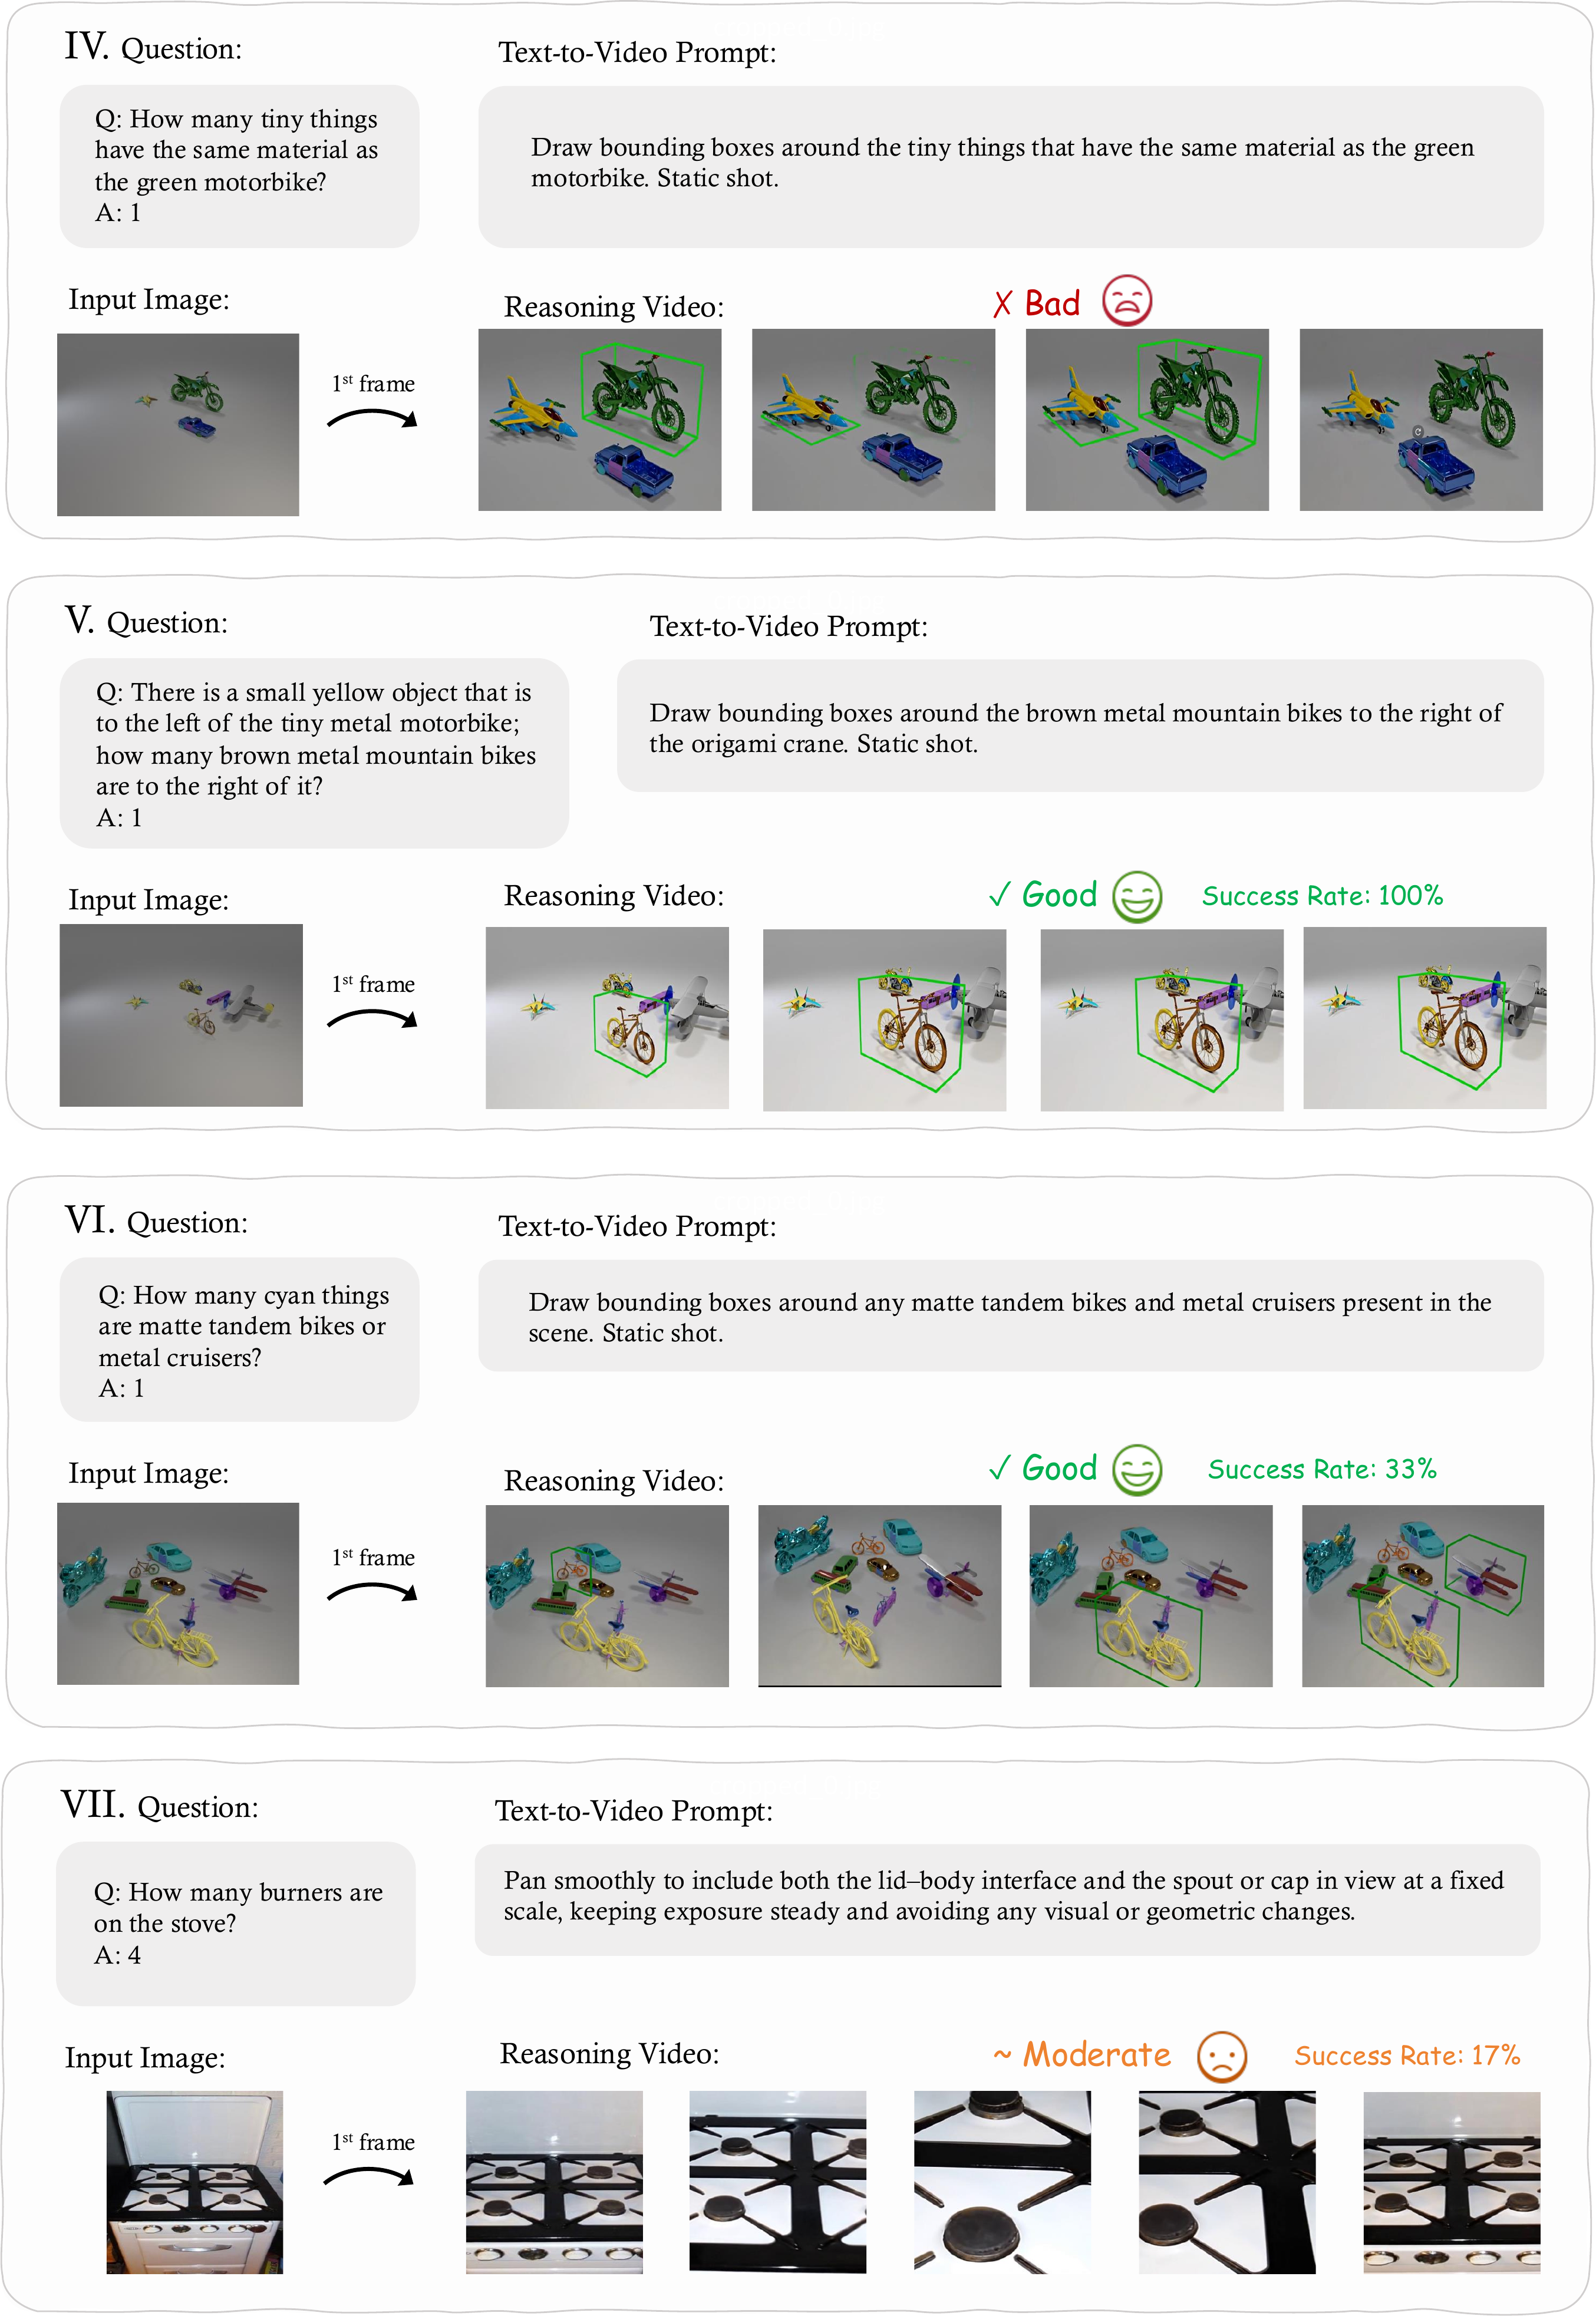 IV. Question:
Text-to-Video Prompt:
Q: How many tiny things
have the same material as
the green motorbike?
A: 1
Draw bounding boxes around the tiny things that have the same material as the green
motorbike. Static shot.
Input Image:
Reasoning Video:
✗ Bad
1st frame
V. Question:
Text-to-Video Prompt:
Q: There is a small yellow object that is
to the left of the tiny metal motorbike;
how many brown metal mountain bikes
are to the right of it?
A: 1
Draw bounding boxes around the brown metal mountain bikes to the right of
the origami crane. Static shot.
Input Image:
Reasoning Video:
✓ Good
Success Rate: 100%
1st frame
VI. Question:
Text-to-Video Prompt:
Q: How many cyan things
are matte tandem bikes or
metal cruisers?
A: 1
Draw bounding boxes around any matte tandem bikes and metal cruisers present in the
scene. Static shot.
Input Image:
Reasoning Video:
✓ Good
Success Rate: 33%
1st frame
VII. Question:
Text-to-Video Prompt:
Q: How many burners are
on the stove?
A: 4
Pan smoothly to include both the lid–body interface and the spout or cap in view at a fixed
scale, keeping exposure steady and avoiding any visual or geometric changes.
Input Image:
Reasoning Video:
~ Moderate
Success Rate: 17%
1st frame